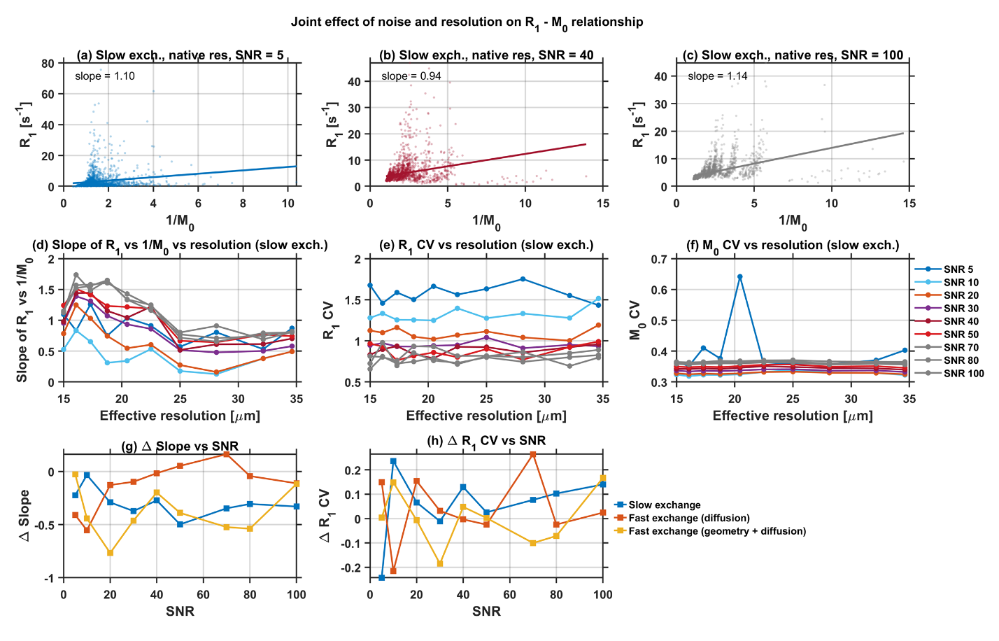 Joint effect of noise and resolution on R1 - M0 relationship
(a) Slow exch., native res, SNR = 5
slope = 1.10
R1 [s-1]
80
60
40
20
0
0 2 4 6 8 10
1/M0
(b) Slow exch., native res, SNR = 40
slope = 0.94
R1 [s-1]
40
30
20
10
0
0 5 10 15
1/M0
(c) Slow exch., native res, SNR = 100
slope = 1.14
R1 [s-1]
40
30
20
10
0
0 5 10 15
1/M0
(d) Slope of R1 vs 1/M0 vs resolution (slow exch.)
Slope of R1 vs 1/M0
2
1.5
1
0.5
0
15 20 25 30 35
Effective resolution [μm]
(e) R1 CV vs resolution (slow exch.)
R1 CV
2
1.5
1
0.5
15 20 25 30 35
Effective resolution [μm]
(f) M0 CV vs resolution (slow exch.)
M0 CV
0.7
0.6
0.5
0.4
0.3
15 20 25 30 35
Effective resolution [μm]
SNR 5
SNR 10
SNR 20
SNR 30
SNR 40
SNR 50
SNR 70
SNR 80
SNR 100
(g) Δ Slope vs SNR
Δ Slope
0
-0.5
-1
0 20 40 60 80 100
SNR
(h) Δ R1 CV vs SNR
Δ R1 CV
0.2
0.1
0
-0.1
-0.2
0 20 40 60 80 100
SNR
Slow exchange
Fast exchange (diffusion)
Fast exchange (geometry + diffusion)